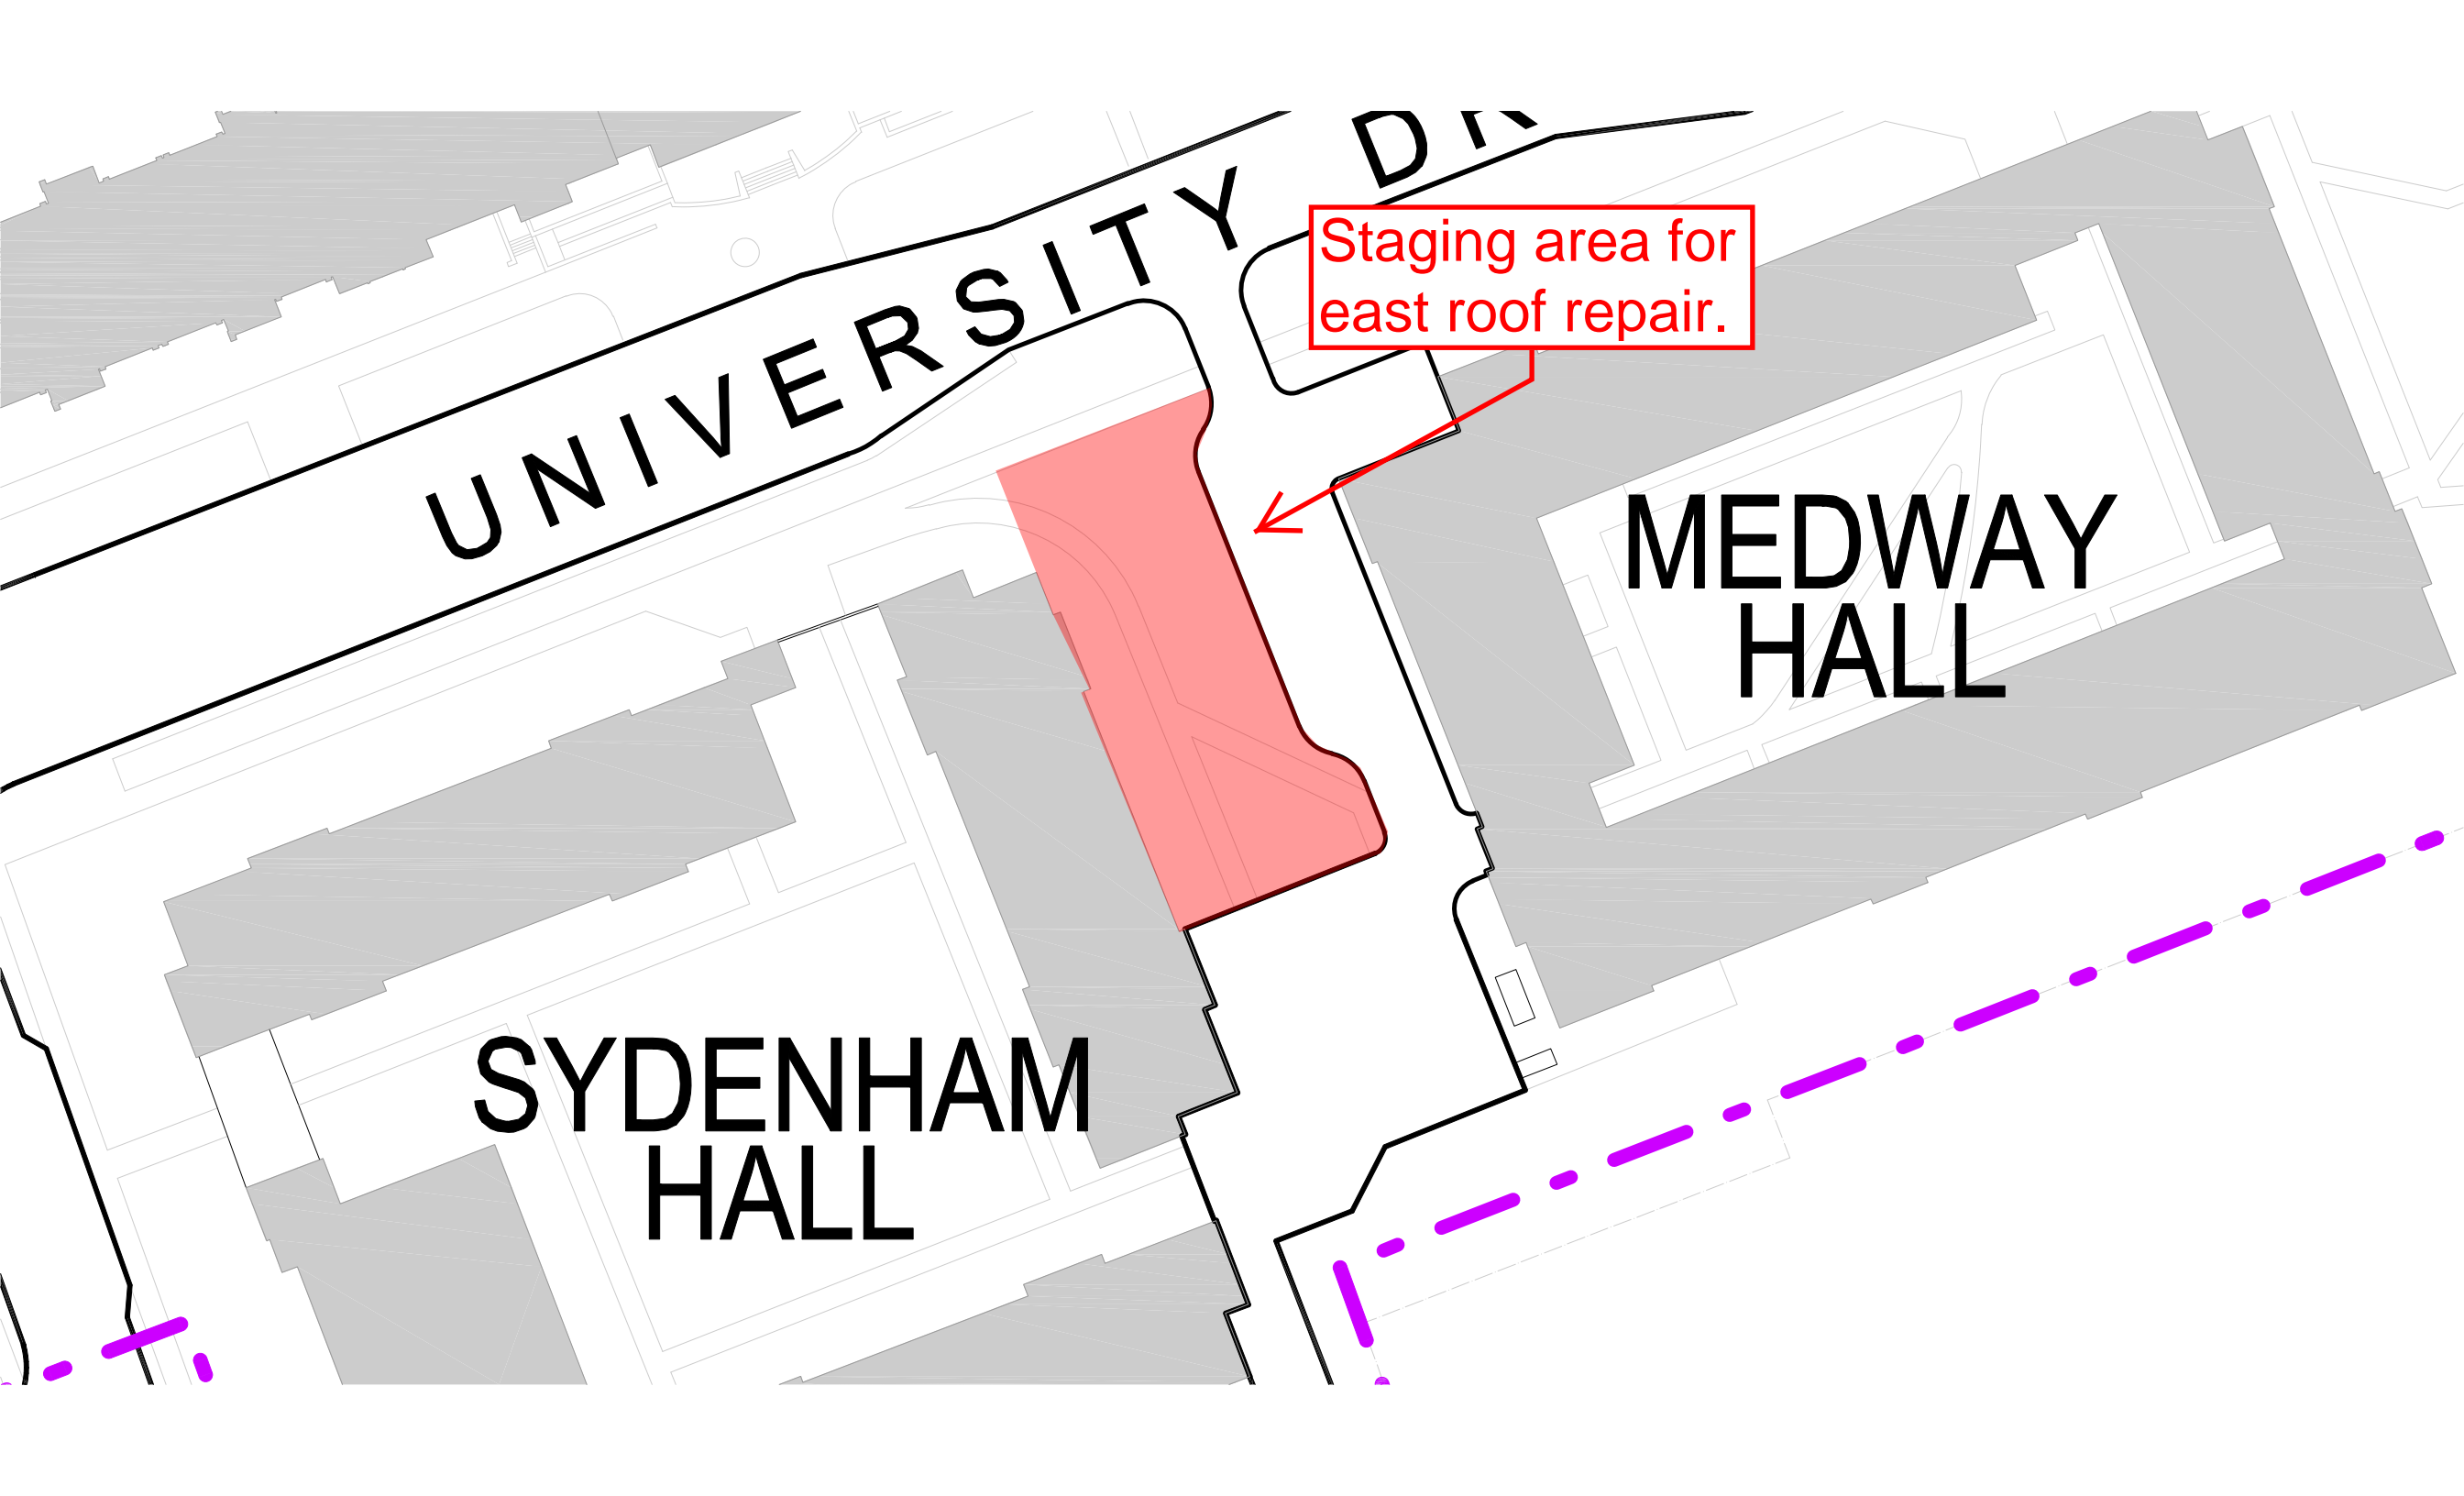 UNIVERSITY DR
Staging area for
east roof repair.
MEDWAY
HALL
SYDENHAM
HALL